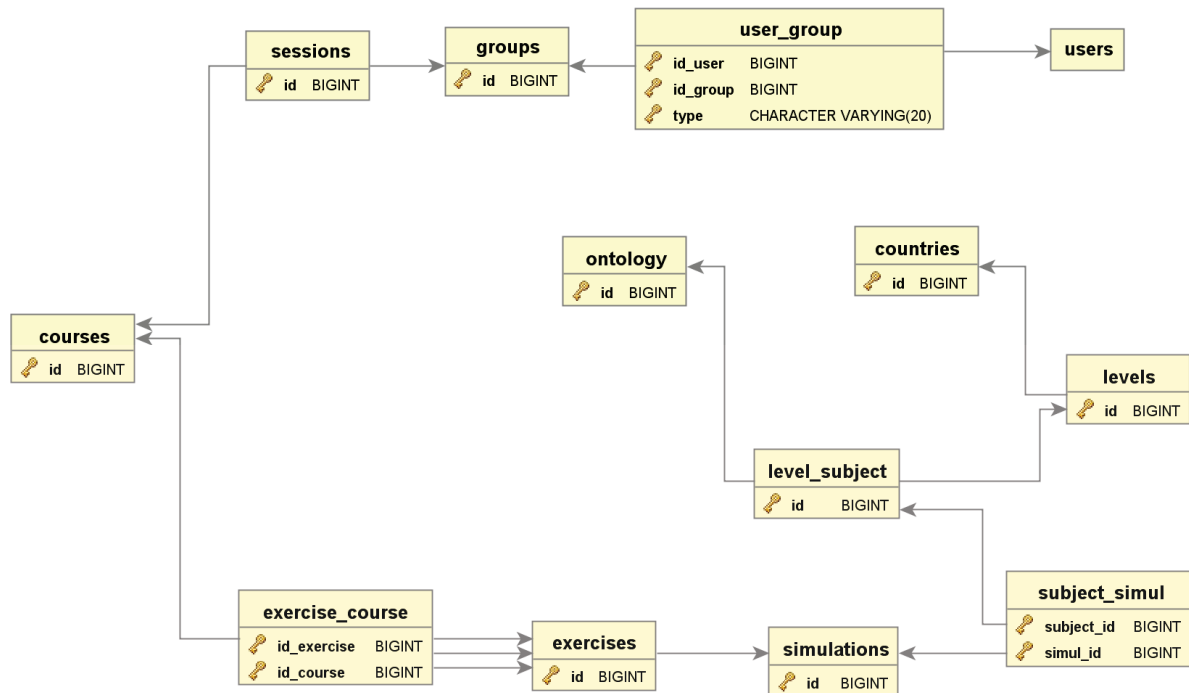 sessions
id BIGINT
groups
id BIGINT
user_group
id_user BIGINT
id_group BIGINT
type CHARACTER VARYING(20)
users
ontology
id BIGINT
countries
id BIGINT
courses
id BIGINT
levels
id BIGINT
level_subject
id BIGINT
exercise_course
id_exercise BIGINT
id_course BIGINT
exercises
id BIGINT
simulations
id BIGINT
subject_simul
subject_id BIGINT
simul_id BIGINT